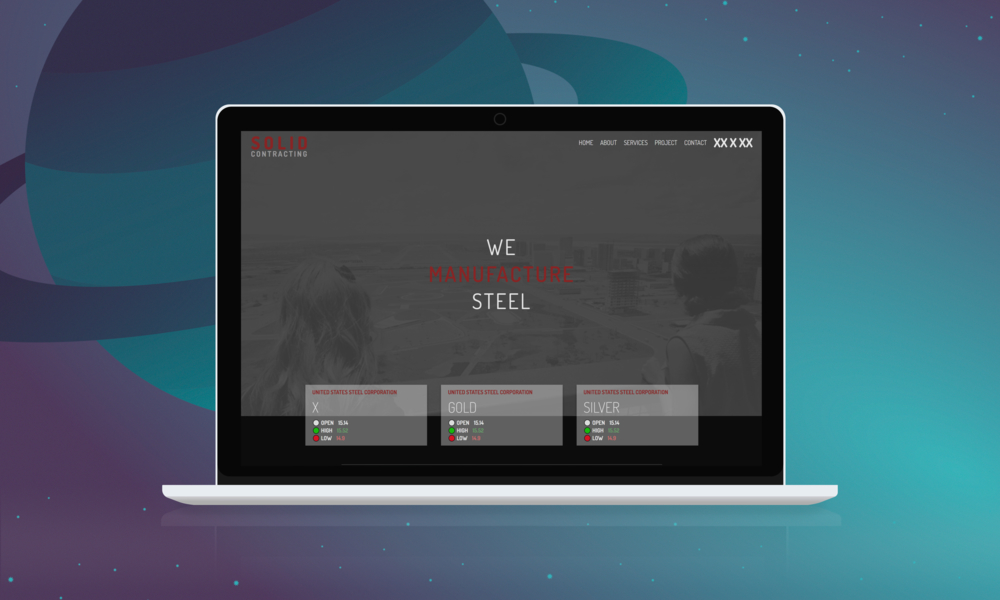 SOLID
CONTRACTING
HOME ABOUT SERVICES PROJECT CONTACT XX X XX
WE
MANUFACTURE
STEEL
UNITED STATES STEEL CORPORATION
X
OPEN 15.14
HIGH 15.52
LOW 14.8
UNITED STATES STEEL CORPORATION
GOLD
OPEN 15.14
HIGH 15.52
LOW 14.8
UNITED STATES STEEL CORPORATION
SILVER
OPEN 15.14
HIGH 15.52
LOW 14.8